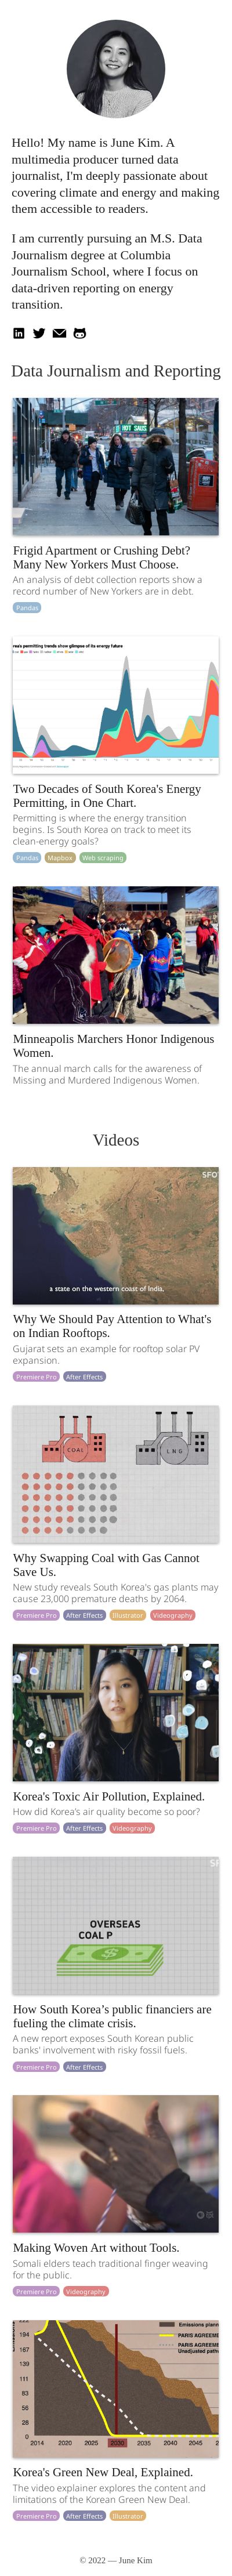 Hello! My name is June Kim. A
multimedia producer turned data
journalist, I'm deeply passionate about
covering climate and energy and making
them accessible to readers.
I am currently pursuing an M.S. Data
Journalism degree at Columbia
Journalism School, where I focus on
data-driven reporting on energy
transition.
Data Journalism and Reporting
HOT SAUS
Frigid Apartment or Crushing Debt?
Many New Yorkers Must Choose.
An analysis of debt collection reports show a
record number of New Yorkers are in debt.
Pandas
rea's permitting trends show glimpses of its energy future
Two Decades of South Korea's Energy
Permitting, in One Chart.
Permitting is where the energy transition
begins. Is South Korea on track to meet its
clean-energy goals?
Pandas Mapbox Web scraping
Minneapolis Marchers Honor Indigenous
Women.
The annual march calls for the awareness of
Missing and Murdered Indigenous Women.
Videos
SFO
a state on the western coast of India,
Why We Should Pay Attention to What's
on Indian Rooftops.
Gujarat sets an example for rooftop solar PV
expansion.
Premiere Pro After Effects
COAL LNG
Why Swapping Coal with Gas Cannot
Save Us.
New study reveals South Korea's gas plants may
cause 23,000 premature deaths by 2064.
Premiere Pro After Effects Illustrator Videography
Korea's Toxic Air Pollution, Explained.
How did Korea's air quality become so poor?
Premiere Pro After Effects Videography
OVERSEAS
COAL P
How South Korea’s public financiers are
fueling the climate crisis.
A new report exposes South Korean public
banks' involvement with risky fossil fuels.
Premiere Pro After Effects
Making Woven Art without Tools.
Somali elders teach traditional finger weaving
for the public.
Premiere Pro Videography
Emissions plann
PARIS AGREEME
PARIS AGREEME
Unadjusted path
194
167
139
111
83
56
28
0
2014 2020 2025 2030 2035 2040 2045
Korea's Green New Deal, Explained.
The video explainer explores the content and
limitations of the Korean Green New Deal.
Premiere Pro After Effects Illustrator
© 2022 — June Kim